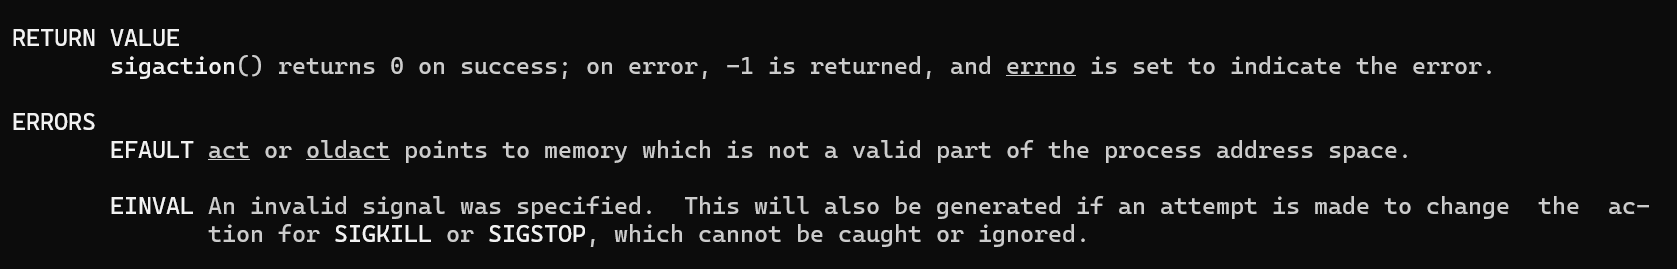 RETURN VALUE
sigaction() returns 0 on success; on error, -1 is returned, and errno is set to indicate the error.
ERRORS
EFAULT act or oldact points to memory which is not a valid part of the process address space.
EINVAL An invalid signal was specified.  This will also be generated if an attempt is made to change  the  ac-
tion for SIGKILL or SIGSTOP, which cannot be caught or ignored.